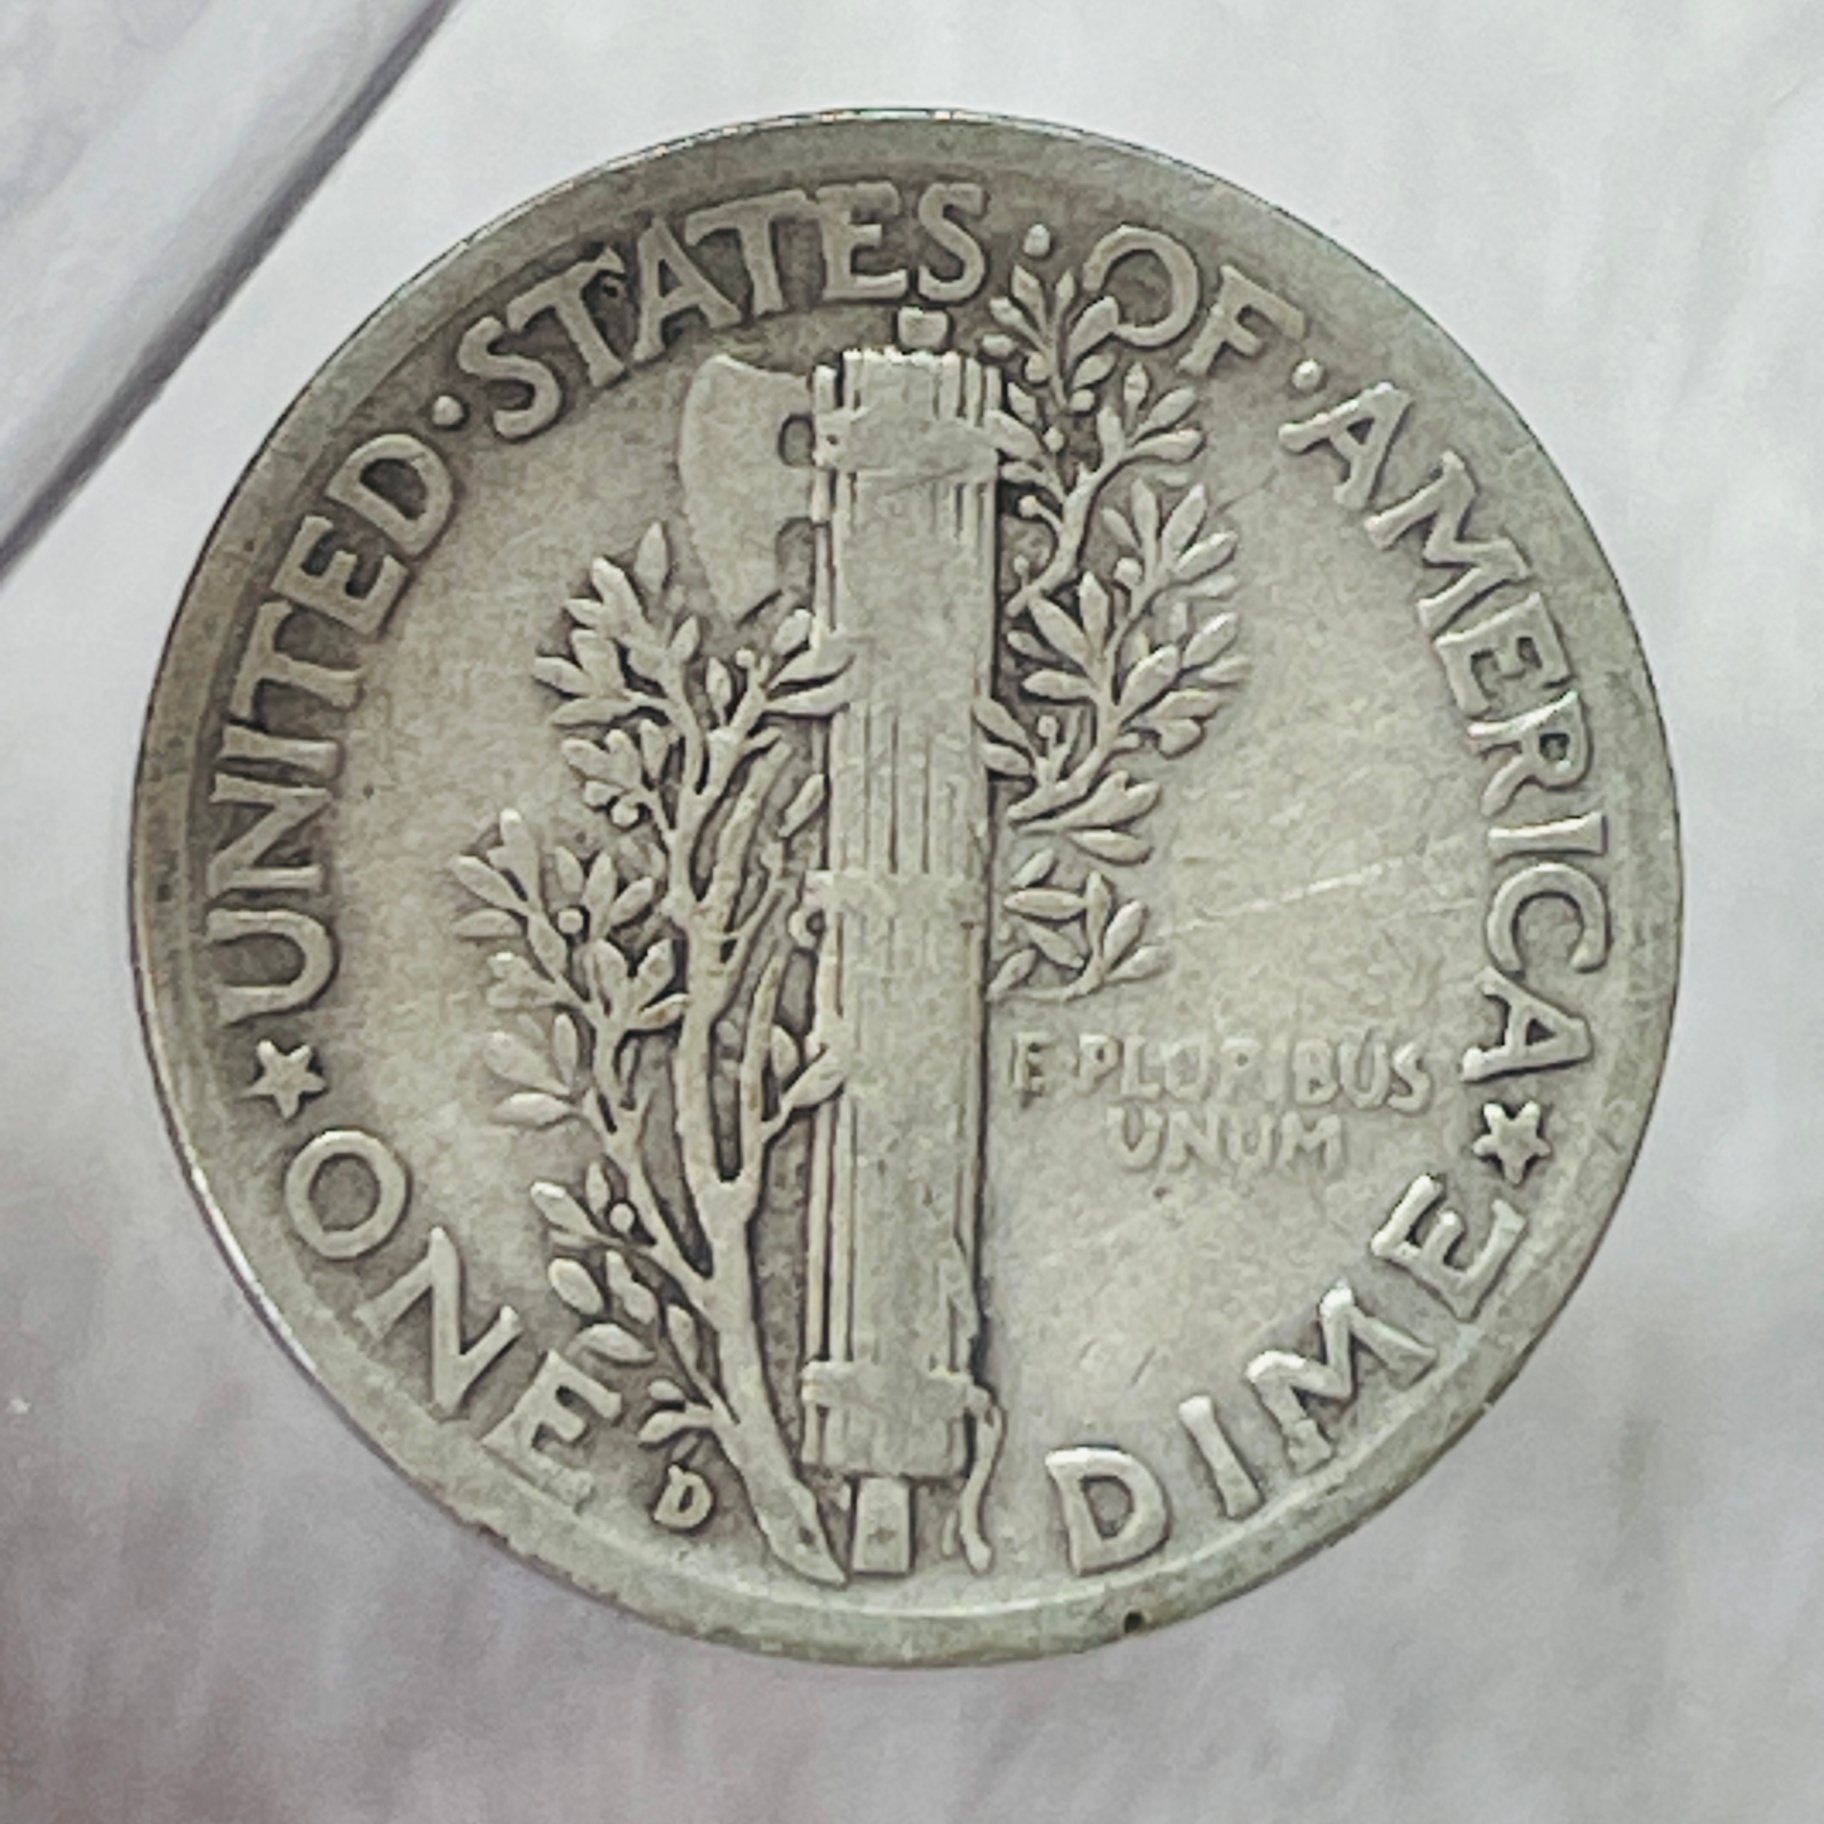 UNITED·STATES·OF·AMERICA
E·PLURIBUS
UNUM
ONE DIME
D